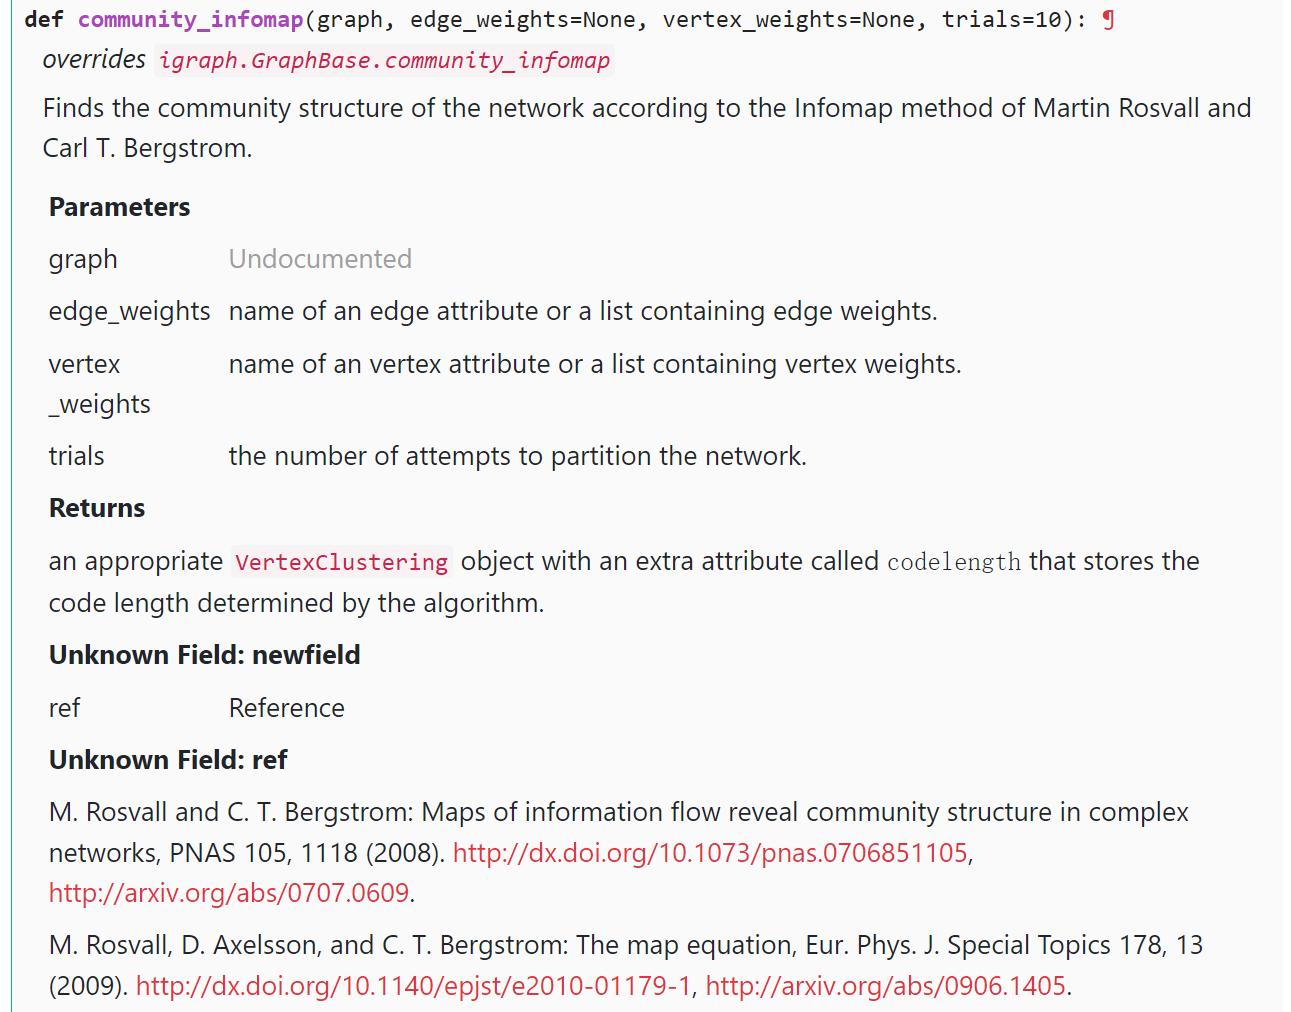 def community_infomap(graph, edge_weights=None, vertex_weights=None, trials=10): ¶
overrides igraph.GraphBase.community_infomap
Finds the community structure of the network according to the Infomap method of Martin Rosvall and
Carl T. Bergstrom.
Parameters
graph Undocumented
edge_weights name of an edge attribute or a list containing edge weights.
vertex name of an vertex attribute or a list containing vertex weights.
_weights
trials the number of attempts to partition the network.
Returns
an appropriate VertexClustering object with an extra attribute called codelength that stores the
code length determined by the algorithm.
Unknown Field: newfield
ref Reference
Unknown Field: ref
M. Rosvall and C. T. Bergstrom: Maps of information flow reveal community structure in complex
networks, PNAS 105, 1118 (2008). http://dx.doi.org/10.1073/pnas.0706851105,
http://arxiv.org/abs/0707.0609.
M. Rosvall, D. Axelsson, and C. T. Bergstrom: The map equation, Eur. Phys. J. Special Topics 178, 13
(2009). http://dx.doi.org/10.1140/epjst/e2010-01179-1, http://arxiv.org/abs/0906.1405.